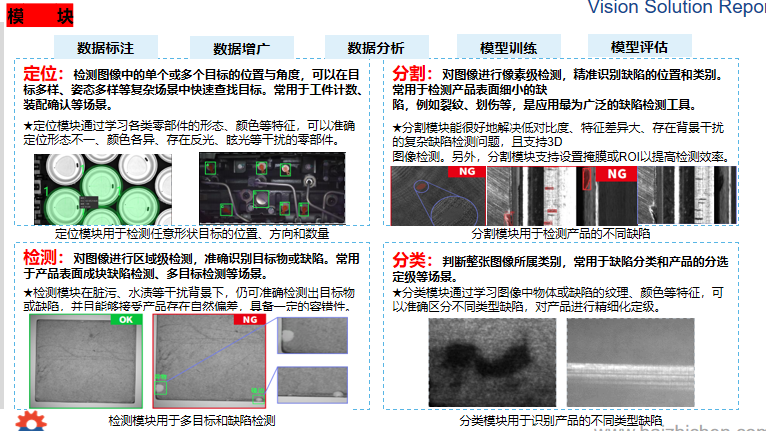 Vision Solution Repor
模 块
数据标注
数据增广
数据分析
模型训练
模型评估
定位：检测图像中的单个或多个目标的位置与角度，可以在目
标多样、姿态多样等复杂场景中快速查找目标。常用于工件计数、
装配确认等场景。
★定位模块通过学习各类零部件的形态、颜色等特征，可以准确
定位形态不一、颜色各异、存在反光、眩光等干扰的零部件。
1
定位模块用于检测任意形状目标的位置、方向和数量
分割：对图像进行像素级检测，精准识别缺陷的位置和类别。
常用于检测产品表面细小的缺
陷，例如裂纹、划伤等，是应用最为广泛的缺陷检测工具。
★分割模块能很好地解决低对比度、特征差异大、存在背景干扰
的复杂缺陷检测问题，且支持3D
图像检测。另外，分割模块支持设置掩膜或ROI以提高检测效率。
NG
NG
分割模块用于检测产品的不同缺陷
检测：对图像进行区域级检测，准确识别目标物或缺陷。常用
于产品表面成块缺陷检测、多目标检测等场景。
★检测模块在脏污、水渍等干扰背景下，仍可准确检测出目标物
或缺陷，并且能够接受产品存在自然偏差，具备一定的容错性。
OK
NG
检测模块用于多目标和缺陷检测
分类：判断整张图像所属类别，常用于缺陷分类和产品的分选
定级等场景。
★分类模块通过学习图像中物体或缺陷的纹理、颜色等特征，可
以准确区分不同类型缺陷，对产品进行精细化定级。
分类模块用于识别产品的不同类型缺陷